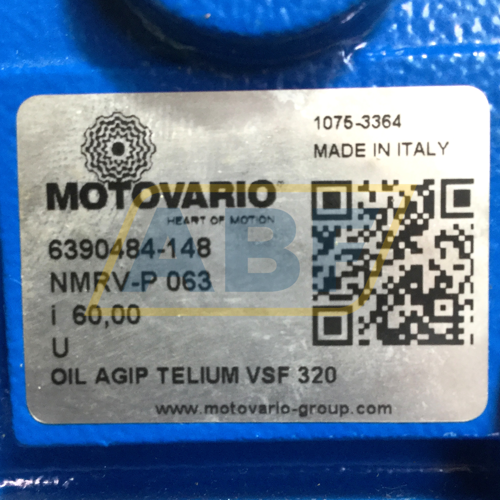 1075-3364
MADE IN ITALY
MOTOVARIO
HEART OF MOTION
6390484-148
NMRV-P 063
i 60,00
U
OIL AGIP TELIUM VSF 320
www.motovario-group.com
ABF